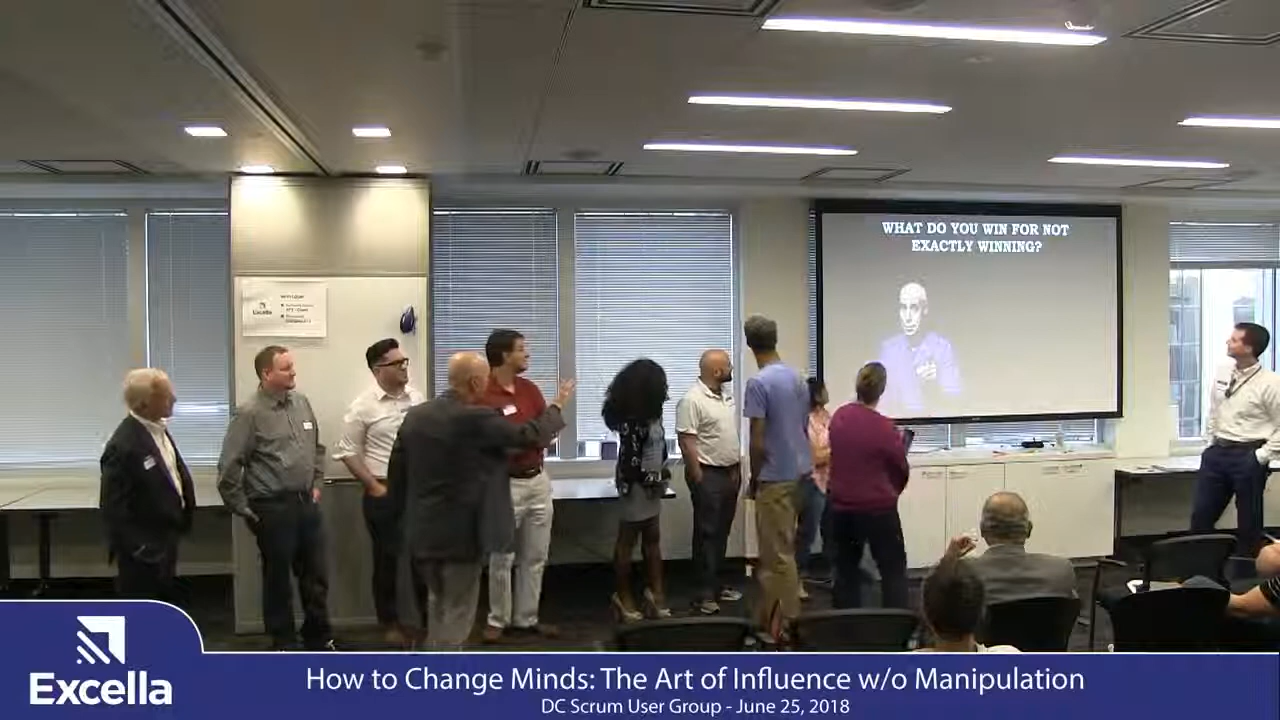 WHAT DO YOU WIN FOR NOT
EXACTLY WINNING?
Excella
Excella
How to Change Minds: The Art of Influence w/o Manipulation
DC Scrum User Group - June 25, 2018